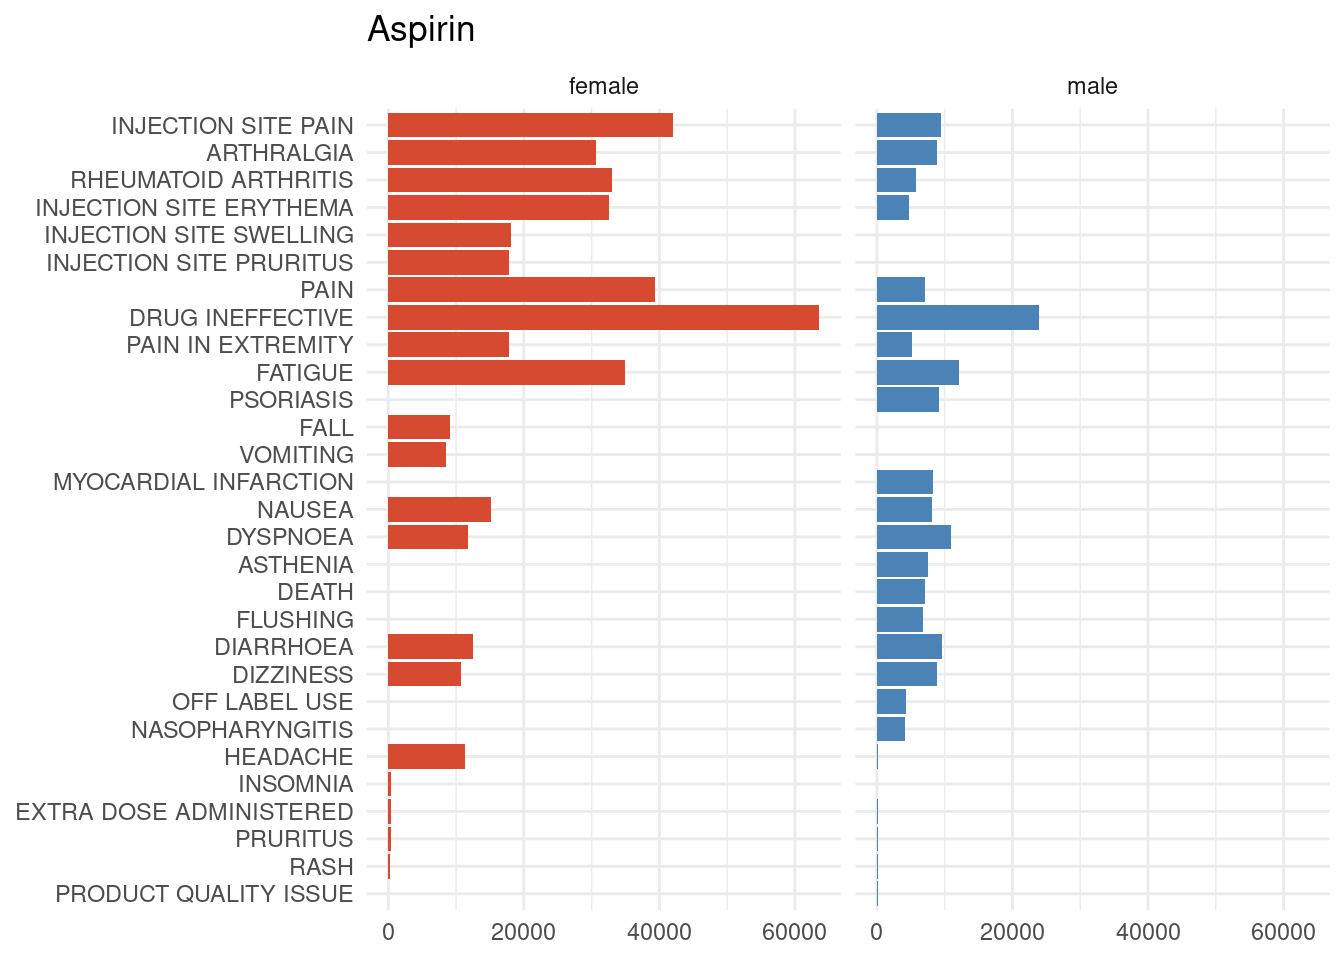 Aspirin
female
male
INJECTION SITE PAIN
ARTHRALGIA
RHEUMATOID ARTHRITIS
INJECTION SITE ERYTHEMA
INJECTION SITE SWELLING
INJECTION SITE PRURITUS
PAIN
DRUG INEFFECTIVE
PAIN IN EXTREMITY
FATIGUE
PSORIASIS
FALL
VOMITING
MYOCARDIAL INFARCTION
NAUSEA
DYSPNOEA
ASTHENIA
DEATH
FLUSHING
DIARRHOEA
DIZZINESS
OFF LABEL USE
NASOPHARYNGITIS
HEADACHE
INSOMNIA
EXTRA DOSE ADMINISTERED
PRURITUS
RASH
PRODUCT QUALITY ISSUE
0 20000 40000 60000
0 20000 40000 60000